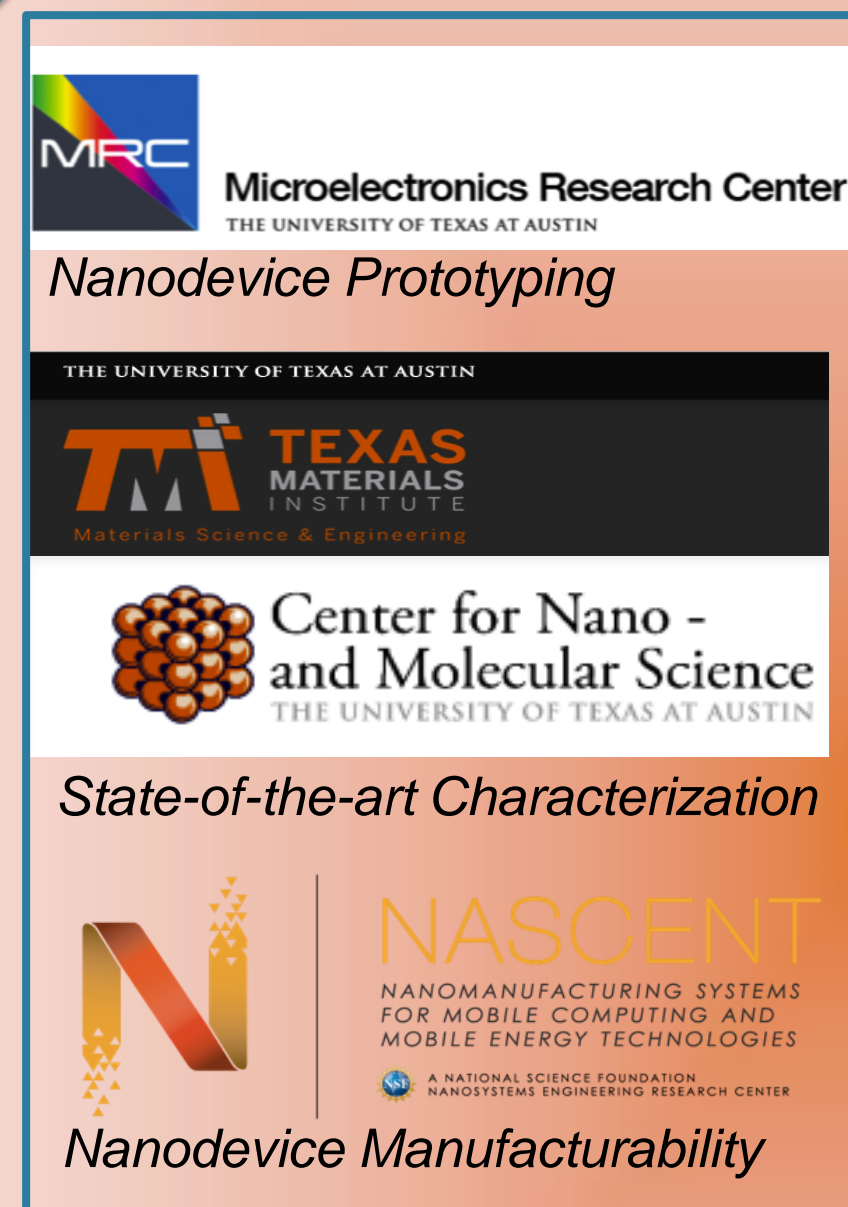 MRC
Microelectronics Research Center
THE UNIVERSITY OF TEXAS AT AUSTIN
Nanodevice Prototyping
THE UNIVERSITY OF TEXAS AT AUSTIN
TMI
TEXAS
MATERIALS
INSTITUTE
Materials Science & Engineering
Center for Nano -
and Molecular Science
THE UNIVERSITY OF TEXAS AT AUSTIN
State-of-the-art Characterization
N
NASCENT
NANOMANUFACTURING SYSTEMS
FOR MOBILE COMPUTING AND
MOBILE ENERGY TECHNOLOGIES
NSF
A NATIONAL SCIENCE FOUNDATION
NANOSYSTEMS ENGINEERING RESEARCH CENTER
Nanodevice Manufacturability